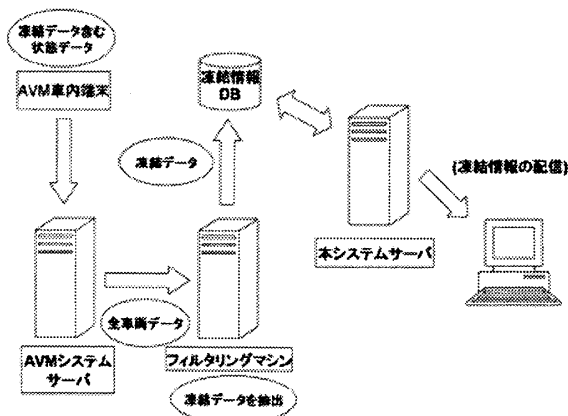 凍結データ含む
状態データ
AVM車内端末
凍結情報
DB
凍結データ
(凍結情報の配信)
本システムサーバ
全車両データ
AVMシステム
サーバ
フィルタリングマシン
凍結データを抽出